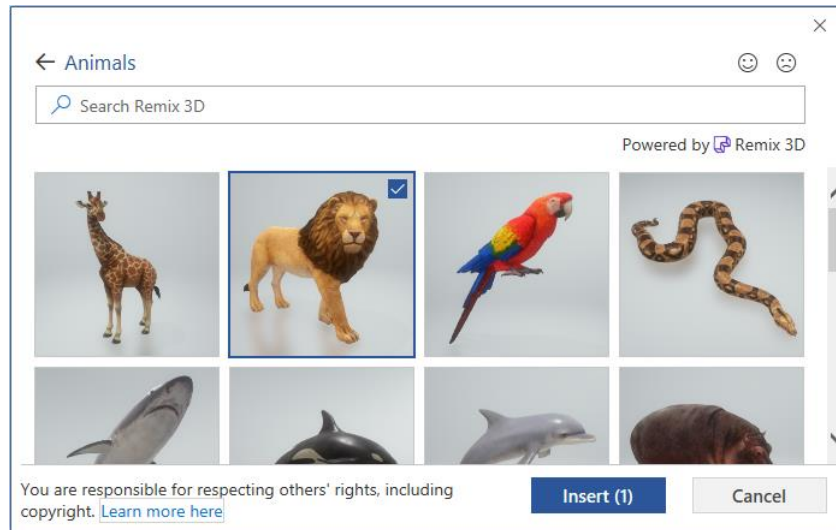 Animals
Search Remix 3D
Powered by Remix 3D
You are responsible for respecting others' rights, including
copyright. Learn more here
Insert (1)
Cancel